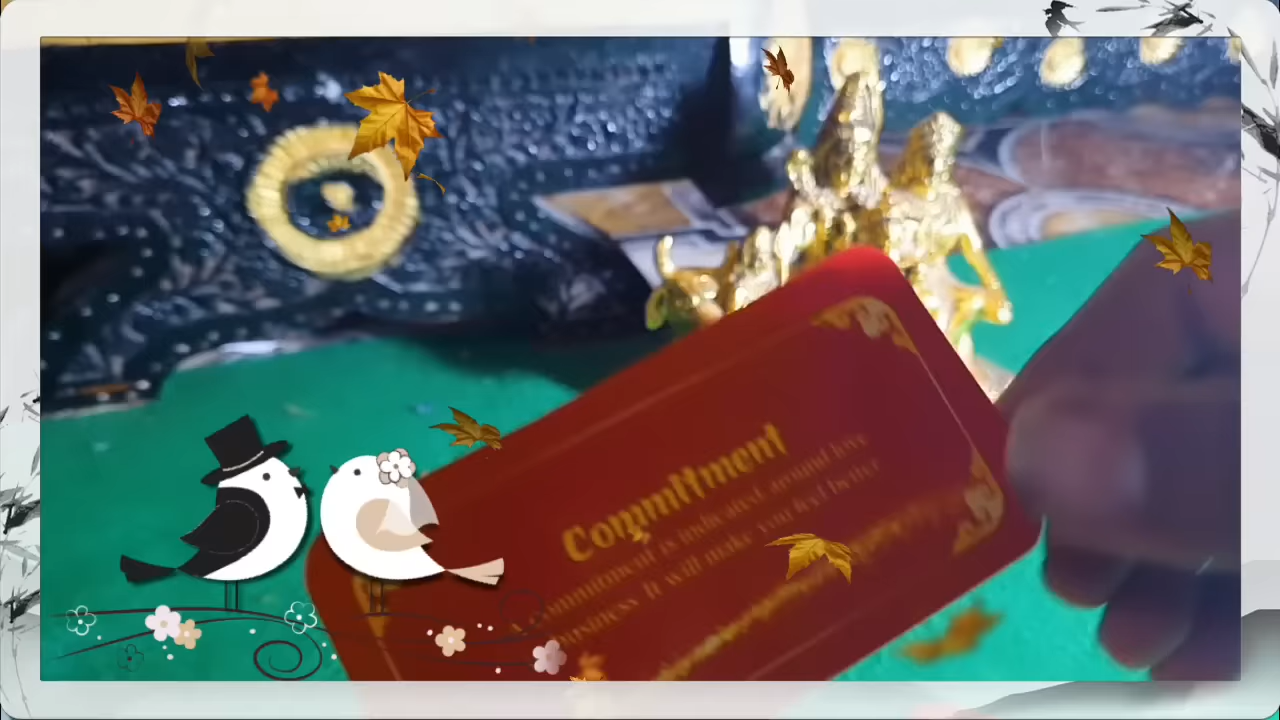 Commitment
A commitment is indicated around love
business It will make you feel better